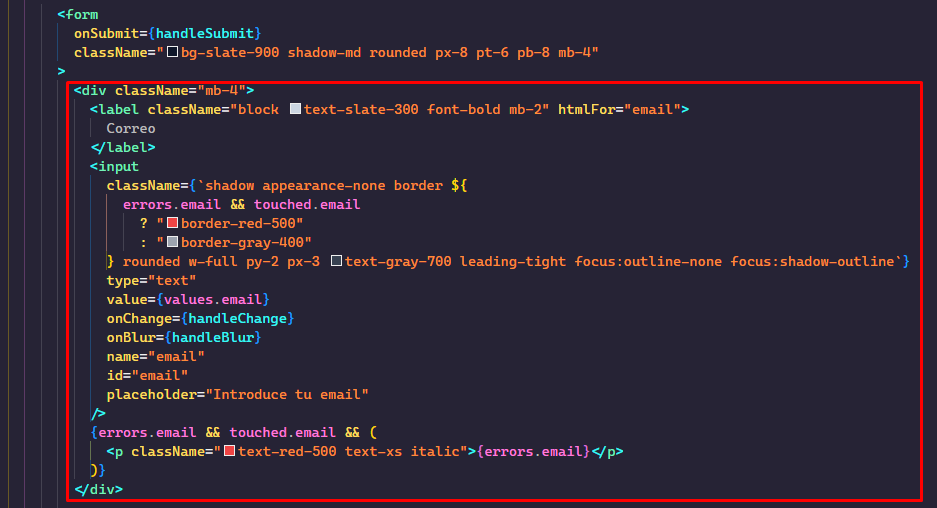 <form
onSubmit={handleSubmit}
className="bg-slate-900 shadow-md rounded px-8 pt-6 pb-8 mb-4"
>
<div className="mb-4">
<label className="block text-slate-300 font-bold mb-2" htmlFor="email">
Correo
</label>
<input
className={`shadow appearance-none border ${
errors.email && touched.email
? "border-red-500"
: "border-gray-400"
} rounded w-full py-2 px-3 text-gray-700 leading-tight focus:outline-none focus:shadow-outline`}
type="text"
value={values.email}
onChange={handleChange}
onBlur={handleBlur}
name="email"
id="email"
placeholder="Introduce tu email"
/>
{errors.email && touched.email && (
<p className="text-red-500 text-xs italic">{errors.email}</p>
)}
</div>